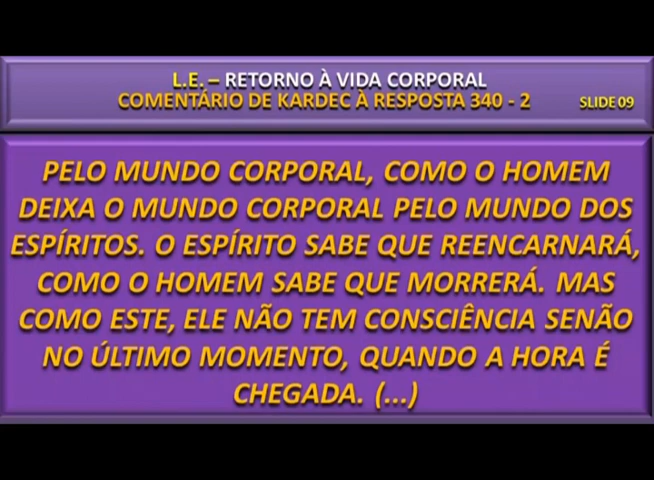 L.E. – RETORNO À VIDA CORPORAL
COMENTÁRIO DE KARDEC À RESPOSTA 340 - 2
SLIDE 09
PELO MUNDO CORPORAL, COMO O HOMEM
DEIXA O MUNDO CORPORAL PELO MUNDO DOS
ESPÍRITOS. O ESPÍRITO SABE QUE REENCARNARÁ,
COMO O HOMEM SABE QUE MORRERÁ. MAS
COMO ESTE, ELE NÃO TEM CONSCIÊNCIA SENÃO
NO ÚLTIMO MOMENTO, QUANDO A HORA É
CHEGADA. (...)